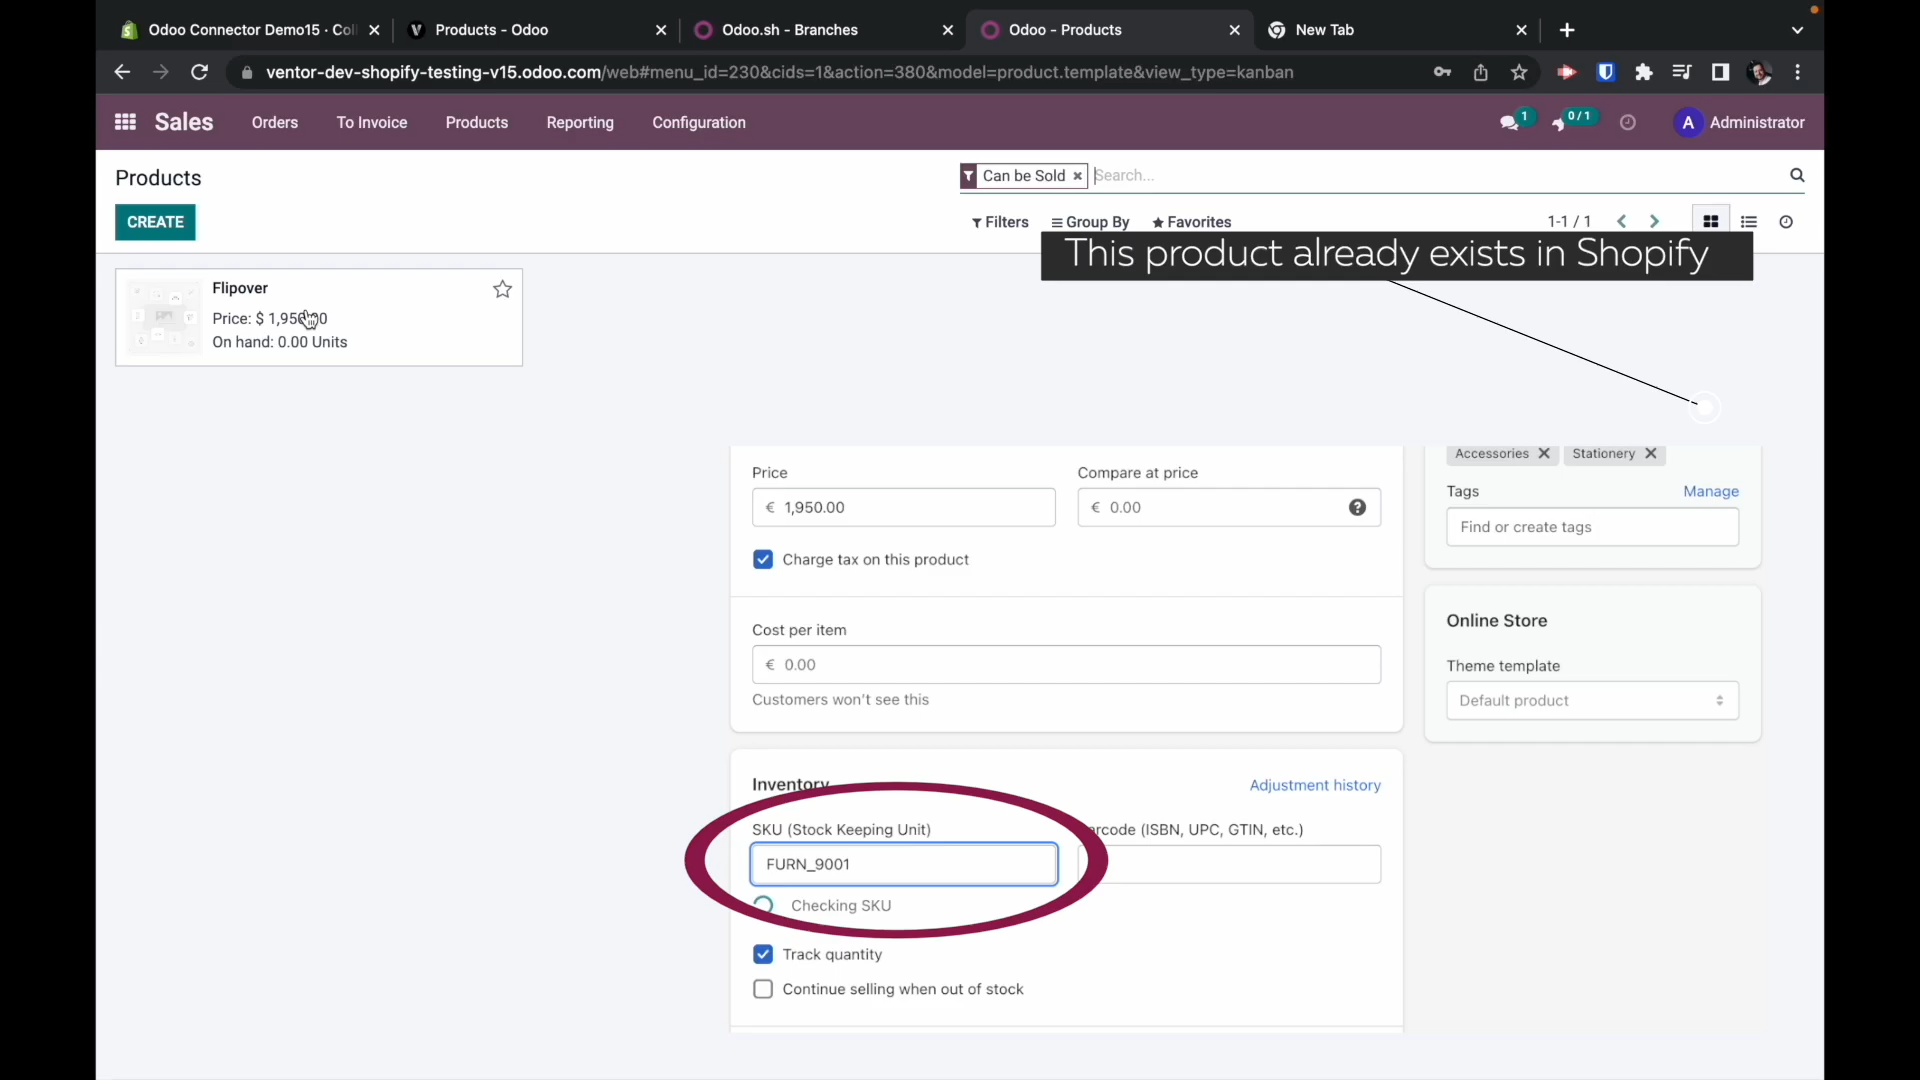 Odoo Connector Demo15 · Col
Products - Odoo
Odoo.sh - Branches
Odoo - Products
New Tab
ventor-dev-shopify-testing-v15.odoo.com/web#menu_id=230&cids=1&action=380&model=product.template&view_type=kanban
Sales
Orders
To Invoice
Products
Reporting
Configuration
1
0 / 1
A
Administrator
Products
Can be Sold
Search...
CREATE
Filters
Group By
Favorites
1-1 / 1
This product already exists in Shopify
Flipover
Price: $ 1,950.00
On hand: 0.00 Units
Accessories
Stationery
Price
Compare at price
Tags
Manage
€ 1,950.00
€ 0.00
Find or create tags
Charge tax on this product
Online Store
Cost per item
Theme template
€ 0.00
Default product
Customers won't see this
Inventory
Adjustment history
SKU (Stock Keeping Unit)
arcode (ISBN, UPC, GTIN, etc.)
FURN_9001
Checking SKU
Track quantity
Continue selling when out of stock